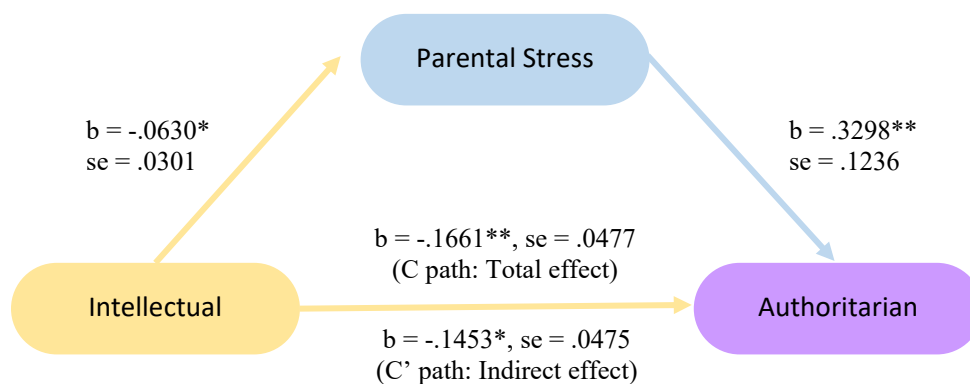 Parental Stress
b = -.0630*
se = .0301
b = .3298**
se = .1236
b = -.1661**, se = .0477
(C path: Total effect)
Intellectual
Authoritarian
b = -.1453*, se = .0475
(C’ path: Indirect effect)